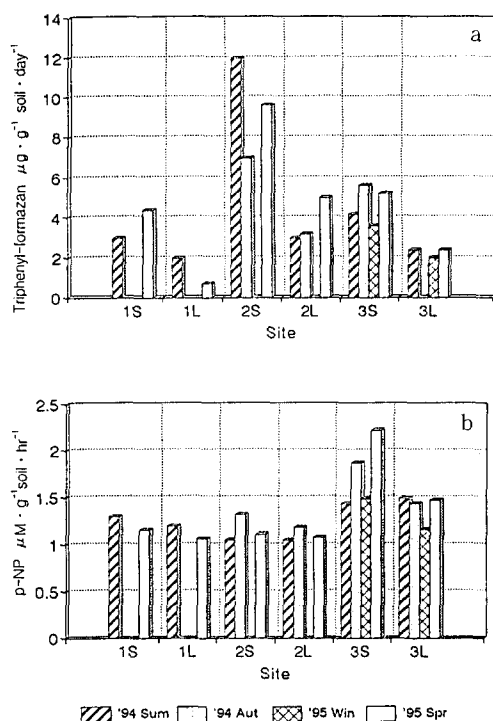 a
14
12
10
8
6
4
2
0
Triphenyl-formazan µg · g⁻¹ soil · day⁻¹
1S 1L 2S 2L 3S 3L
Site
b
2.5
2
1.5
1
0.5
0
p-NP µM · g⁻¹soil · hr⁻¹
1S 1L 2S 2L 3S 3L
Site
'94 Sum '94 Aut '95 Win '95 Spr